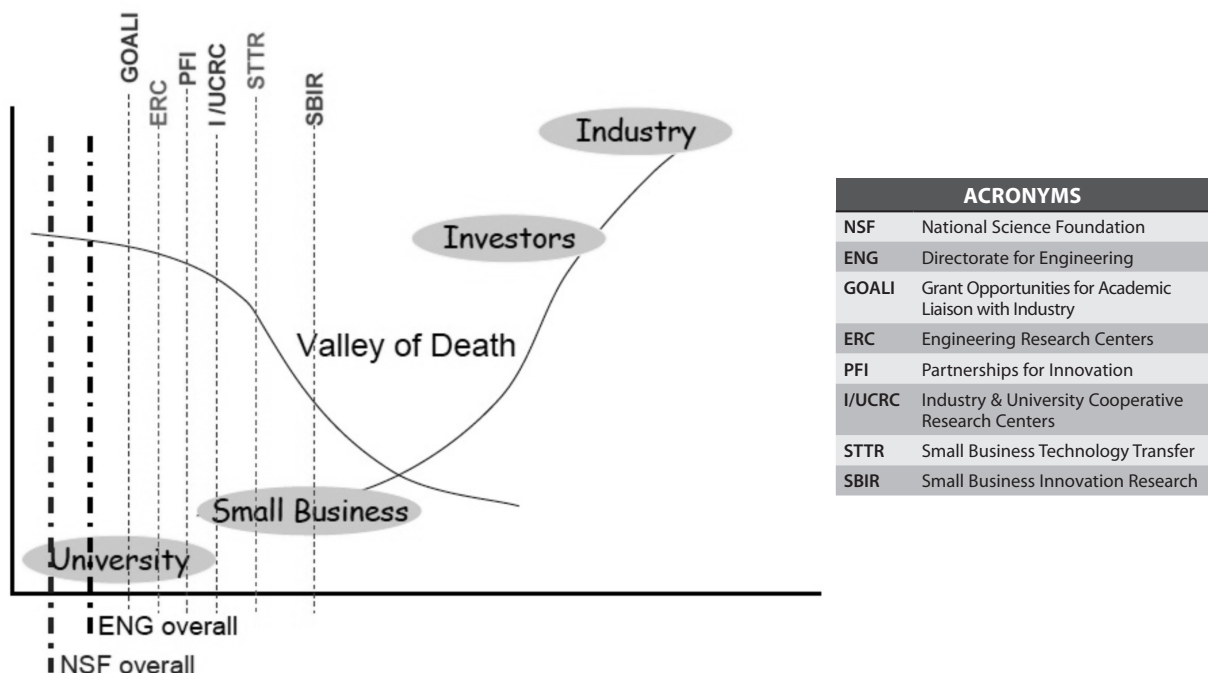 GOALI
ERC
PFI
I /UCRC
STTR
SBIR
Industry
Investors
Valley of Death
Small Business
University
ENG overall
NSF overall
ACRONYMS
NSF National Science Foundation
ENG Directorate for Engineering
GOALI Grant Opportunities for Academic
Liaison with Industry
ERC Engineering Research Centers
PFI Partnerships for Innovation
I/UCRC Industry & University Cooperative
Research Centers
STTR Small Business Technology Transfer
SBIR Small Business Innovation Research